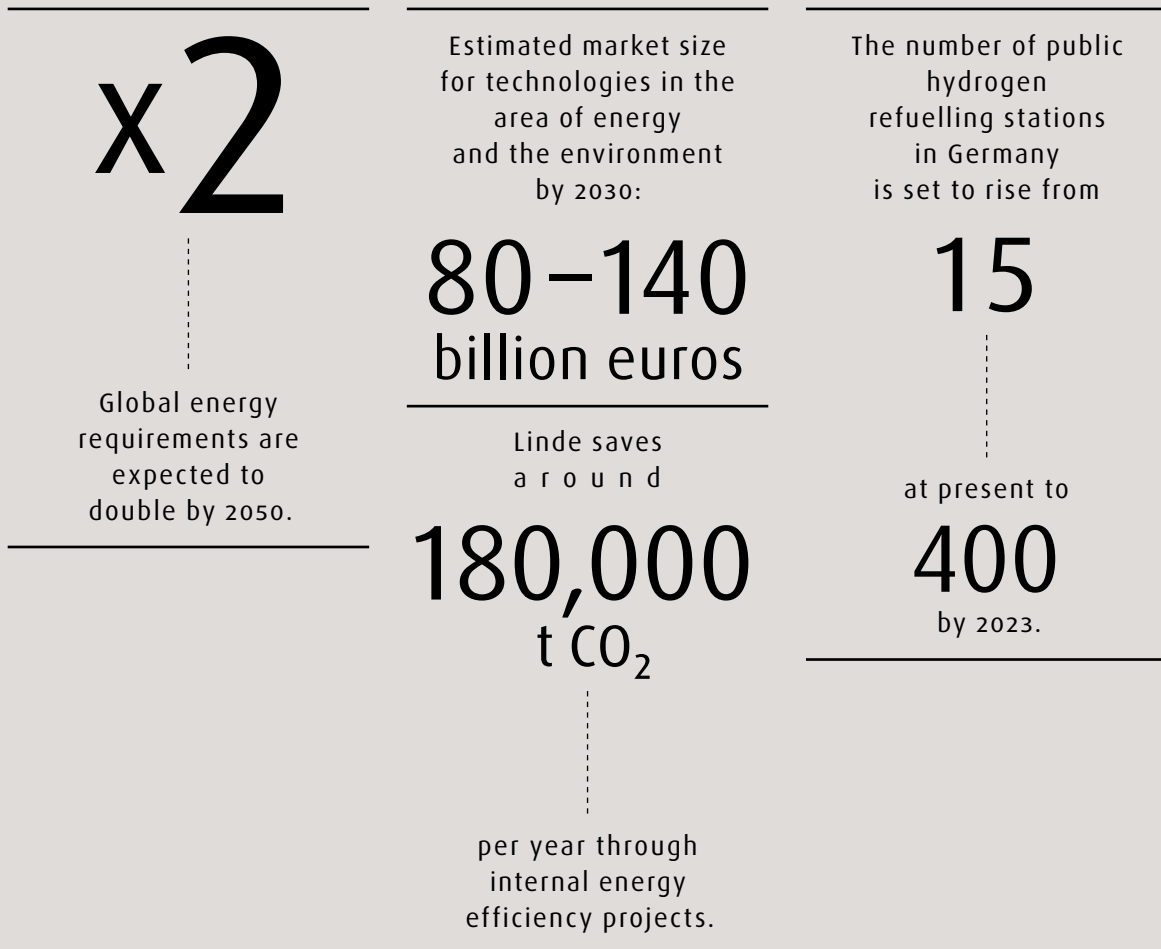 x2
Global energy
requirements are
expected to
double by 2050.
Estimated market size
for technologies in the
area of energy
and the environment
by 2030:
80–140
billion euros
Linde saves
around
180,000
t CO₂
per year through
internal energy
efficiency projects.
The number of public
hydrogen
refuelling stations
in Germany
is set to rise from
15
at present to
400
by 2023.